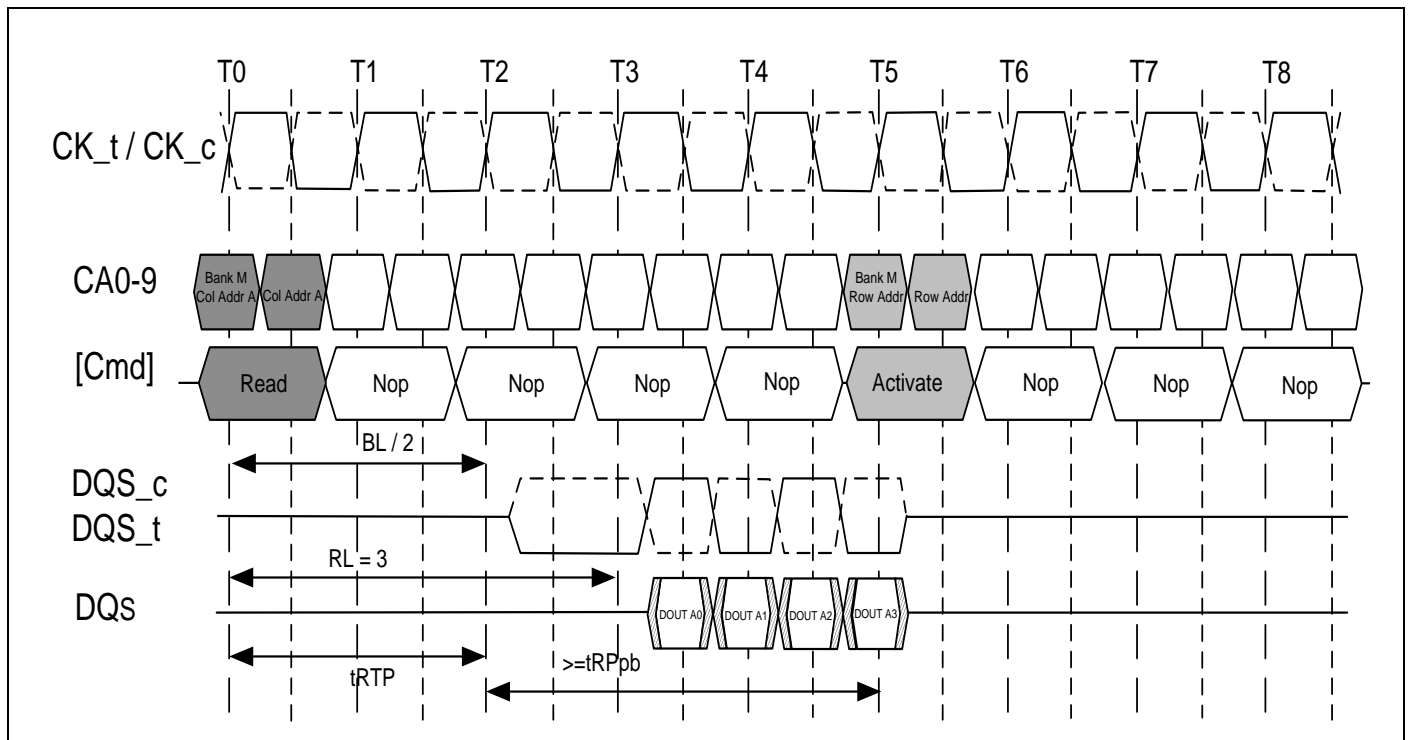 T0 T1 T2 T3 T4 T5 T6 T7 T8
CK_t / CK_c
CA0-9
Bank M
Col Addr A
Col Addr A
Bank M
Row Addr
Row Addr
[Cmd]
Read Nop Nop Nop Nop Activate Nop Nop Nop
BL / 2
DQS_c
DQS_t
RL = 3
DQs
DOUT A0 DOUT A1 DOUT A2 DOUT A3
tRTP
>=tRPpb